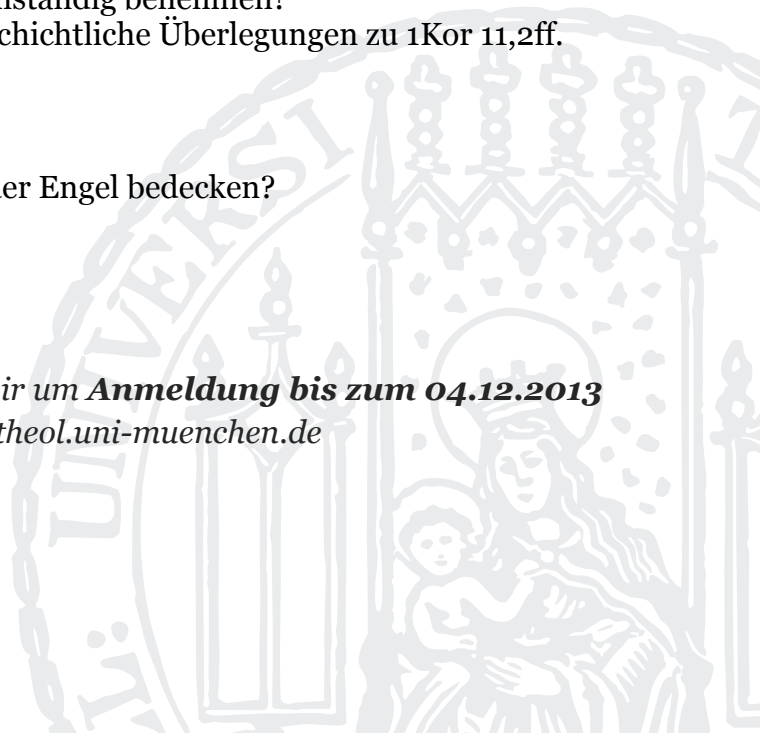 chichtliche Überlegungen zu 1Kor 11,2ff.
er Engel bedecken?
ir um Anmeldung bis zum 04.12.2013
theol.uni-muenchen.de
UNIVERSI